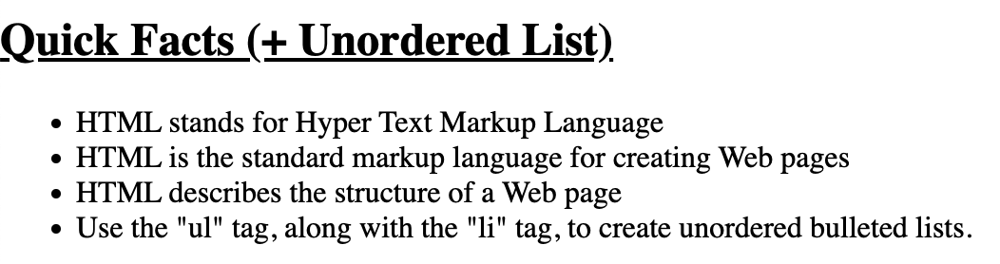 Quick Facts (+ Unordered List)
HTML stands for Hyper Text Markup Language
HTML is the standard markup language for creating Web pages
HTML describes the structure of a Web page
Use the "ul" tag, along with the "li" tag, to create unordered bulleted lists.